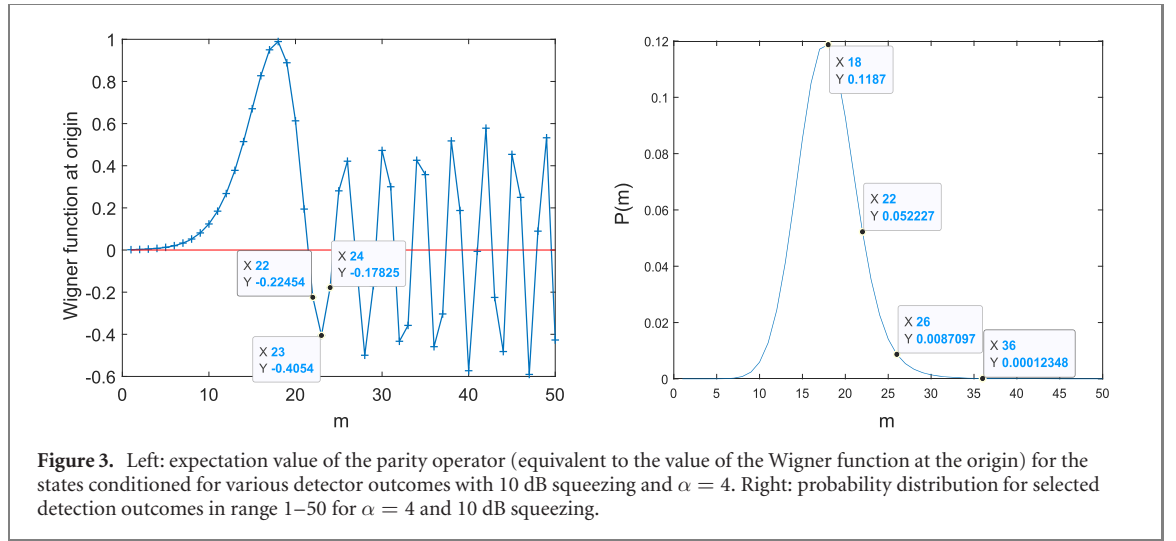 1
0.8
0.6
0.4
0.2
0
-0.2
-0.4
-0.6
Wigner function at origin
X 22
Y -0.22454
X 24
Y -0.17825
X 23
Y -0.4054
0 10 20 30 40 50
m
0.12
0.1
0.08
0.06
0.04
0.02
0
P(m)
X 18
Y 0.1187
X 22
Y 0.052227
X 26
Y 0.0087097
X 36
Y 0.00012348
0 5 10 15 20 25 30 35 40 45 50
m
Figure 3. Left: expectation value of the parity operator (equivalent to the value of the Wigner function at the origin) for the
states conditioned for various detector outcomes with 10 dB squeezing and α = 4. Right: probability distribution for selected
detection outcomes in range 1–50 for α = 4 and 10 dB squeezing.